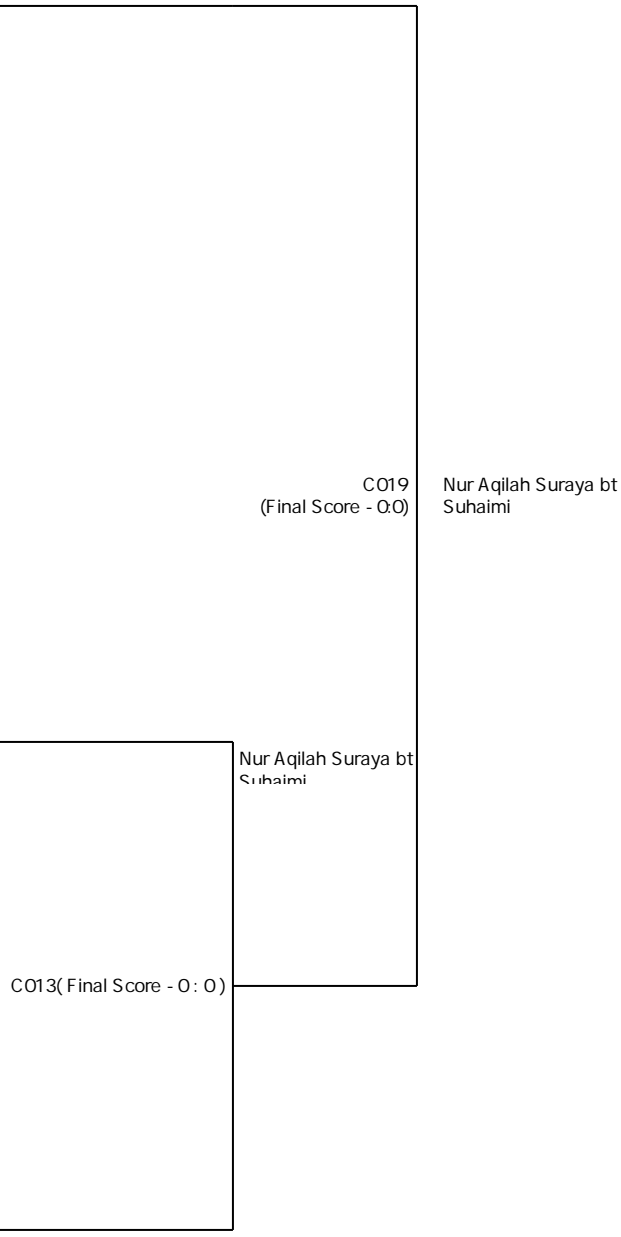 C019
(Final Score - 0:0)
Nur Aqilah Suraya bt
Suhaimi
Nur Aqilah Suraya bt
Suhaimi
C013( Final Score - 0 : 0 )